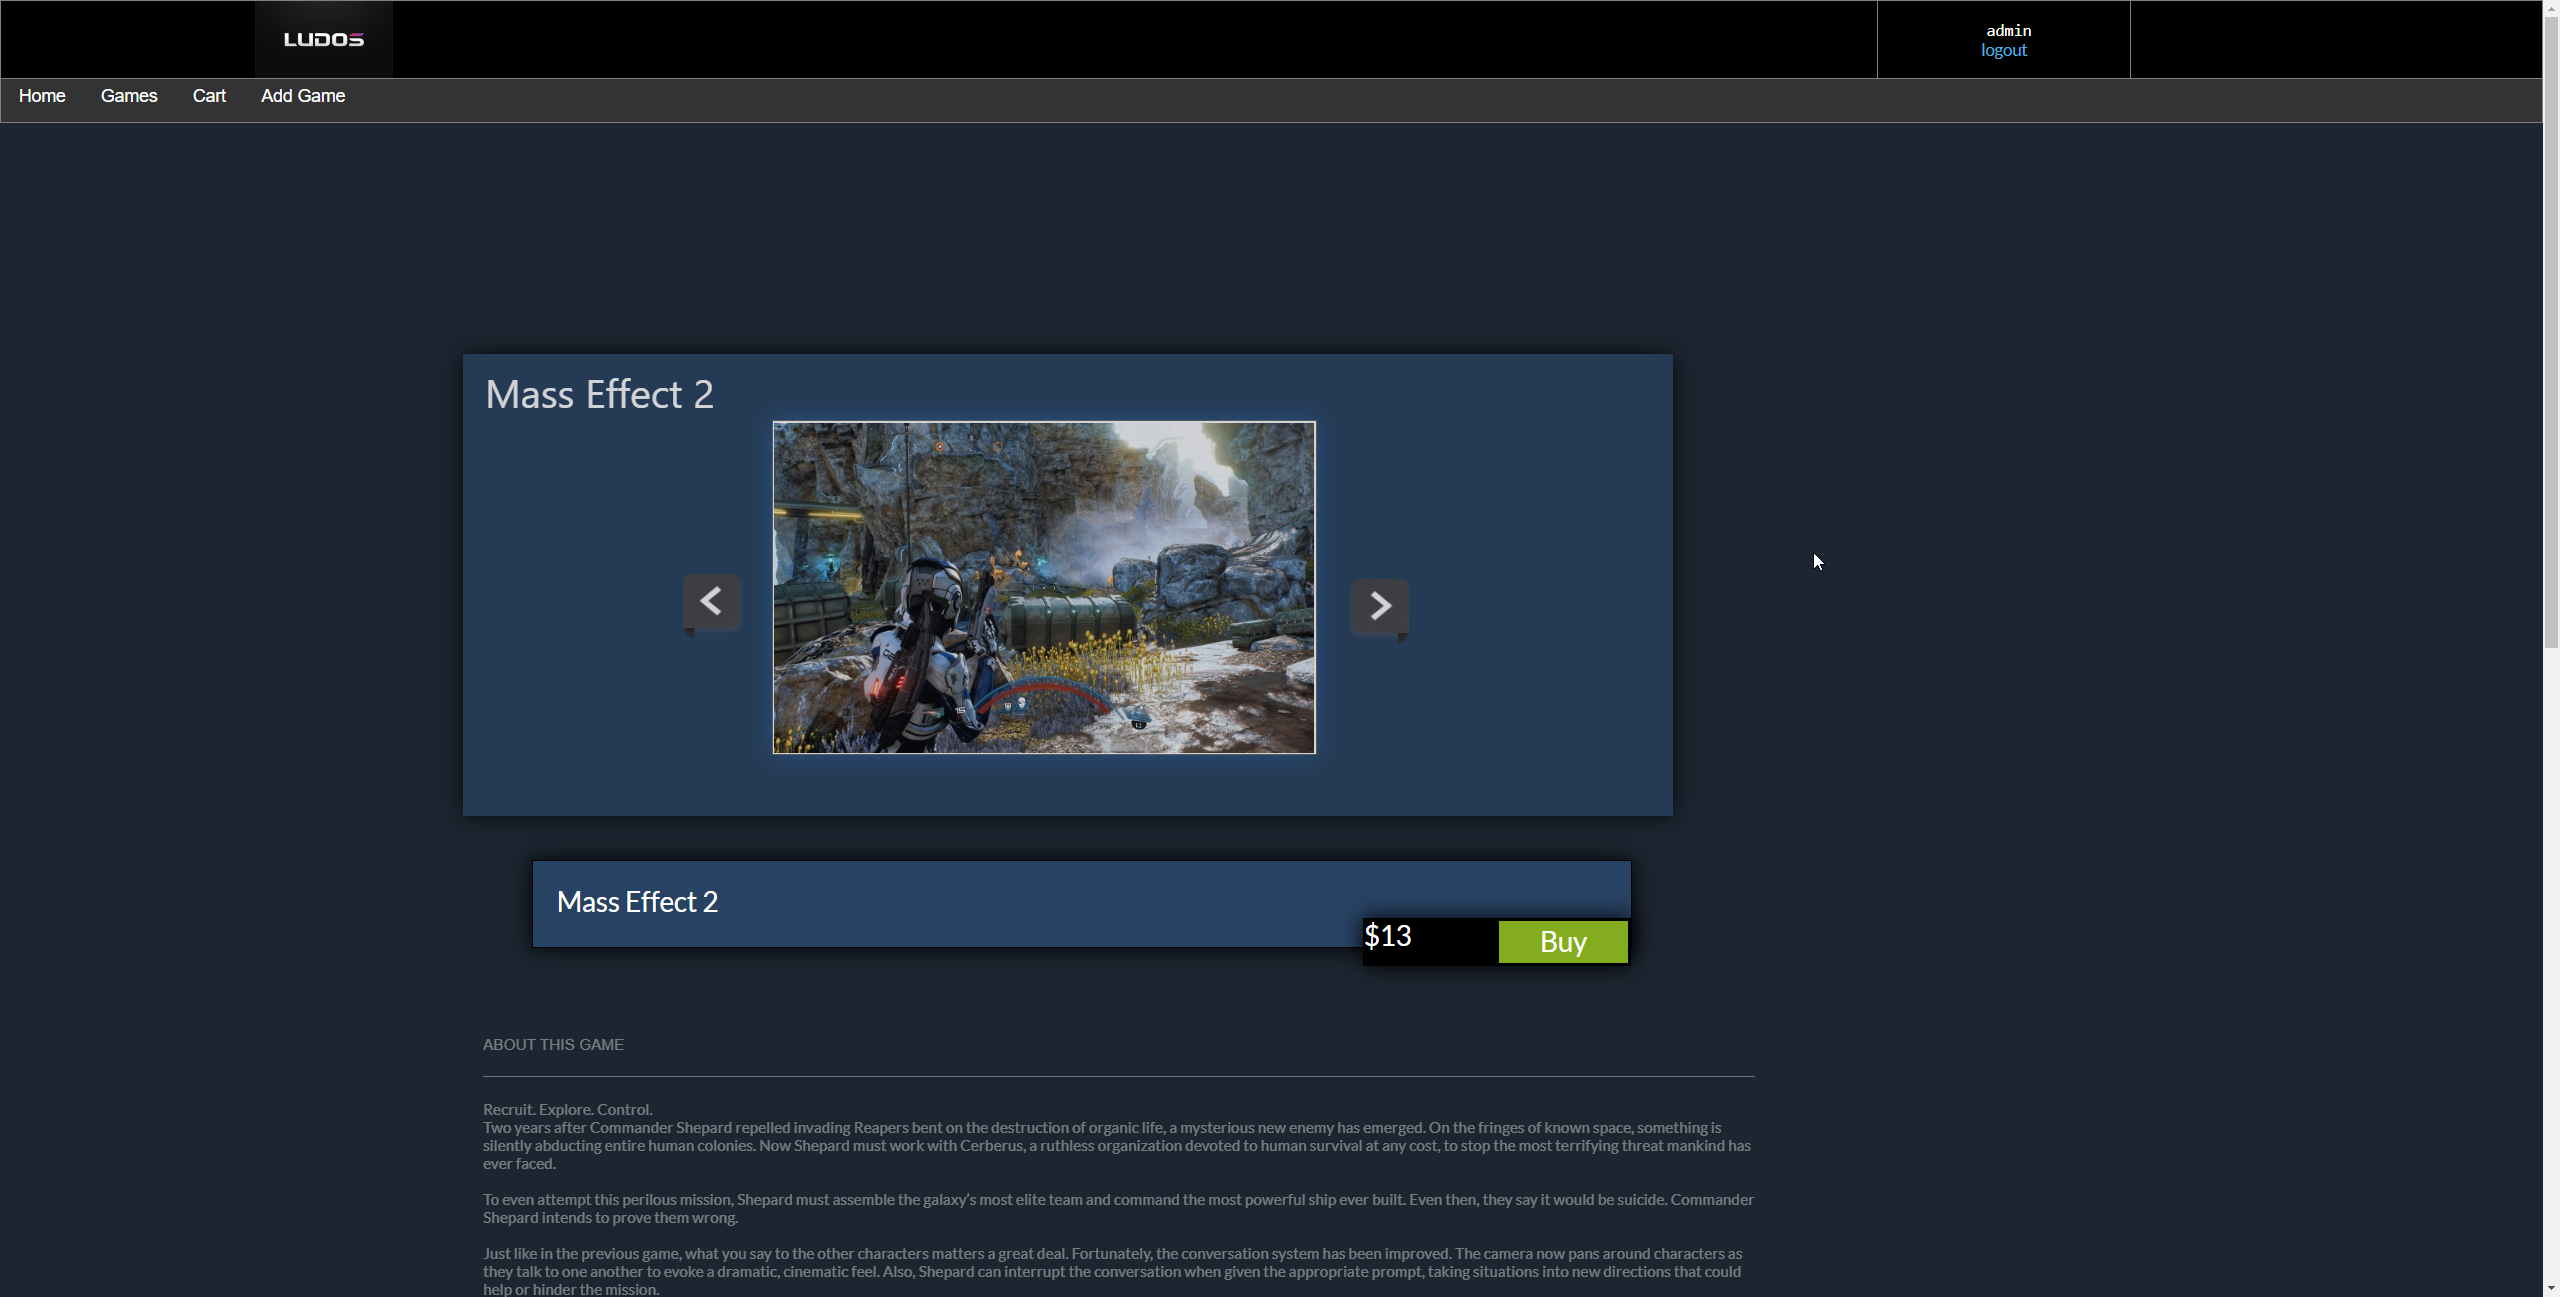 LUDOS
admin
logout
Home Games Cart Add Game
Mass Effect 2
Mass Effect 2
$13
Buy
ABOUT THIS GAME
Recruit. Explore. Control.
Two years after Commander Shepard repelled invading Reapers bent on the destruction of organic life, a mysterious new enemy has emerged. On the fringes of known space, something is
silently abducting entire human colonies. Now Shepard must work with Cerberus, a ruthless organization devoted to human survival at any cost, to stop the most terrifying threat mankind has
ever faced.
To even attempt this perilous mission, Shepard must assemble the galaxy's most elite team and command the most powerful ship ever built. Even then, they say it would be suicide. Commander
Shepard intends to prove them wrong.
Just like in the previous game, what you say to the other characters matters a great deal. Fortunately, the conversation system has been improved. The camera now pans around characters as
they talk to one another to evoke a dramatic, cinematic feel. Also, Shepard can interrupt the conversation when given the appropriate prompt, taking situations into new directions that could
help or hinder the mission.